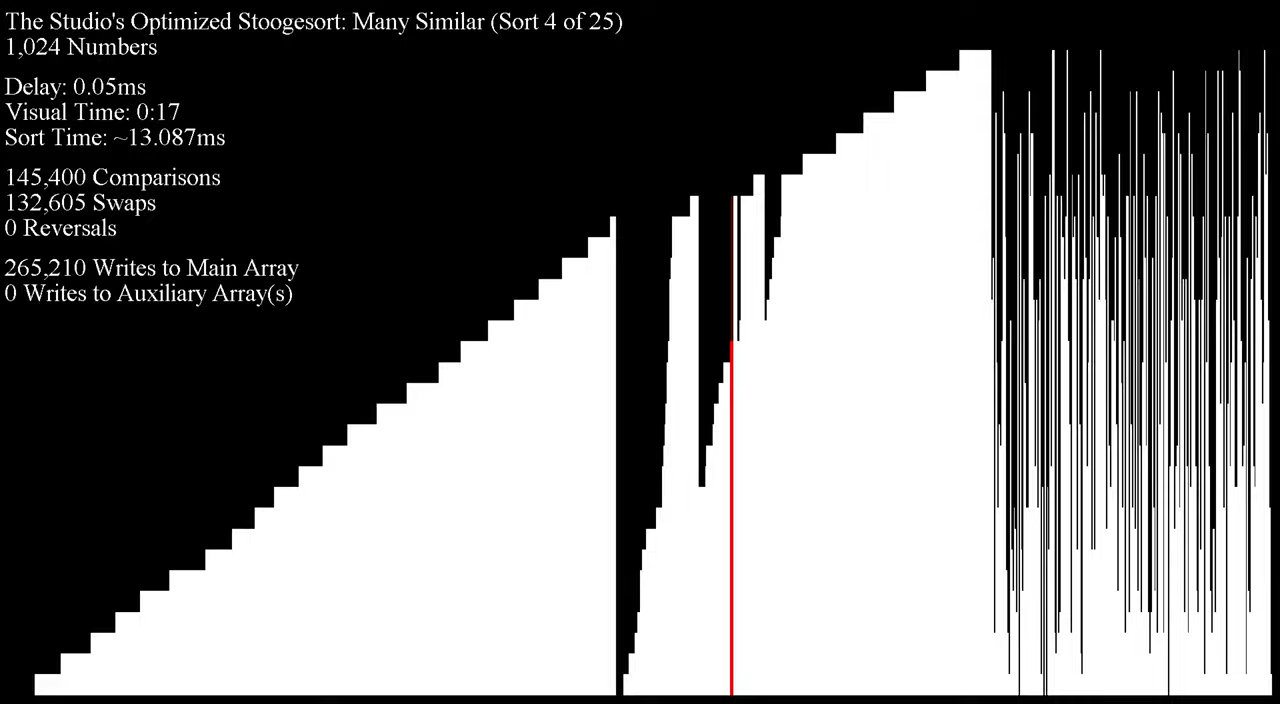 The Studio's Optimized Stoogesort: Many Similar (Sort 4 of 25)
1,024 Numbers
Delay: 0.05ms
Visual Time: 0:17
Sort Time: ~13.087ms
145,400 Comparisons
132,605 Swaps
0 Reversals
265,210 Writes to Main Array
0 Writes to Auxiliary Array(s)